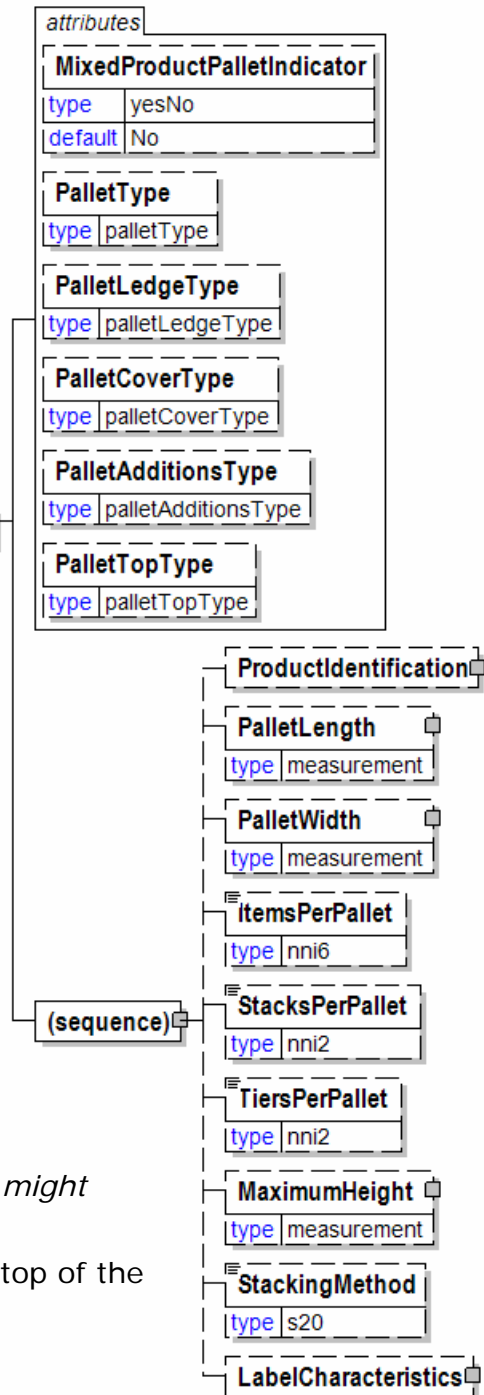 attributes
MixedProductPalletIndicator
type yesNo
default No
PalletType
type palletType
PalletLedgeType
type palletLedgeType
PalletCoverType
type palletCoverType
PalletAdditionsType
type palletAdditionsType
PalletTopType
type palletTopType
ProductIdentification
PalletLength
type measurement
PalletWidth
type measurement
ItemsPerPallet
type nni6
(sequence)
StacksPerPallet
type nni2
TiersPerPallet
type nni2
might
MaximumHeight
type measurement
top of the
StackingMethod
type s20
LabelCharacteristics